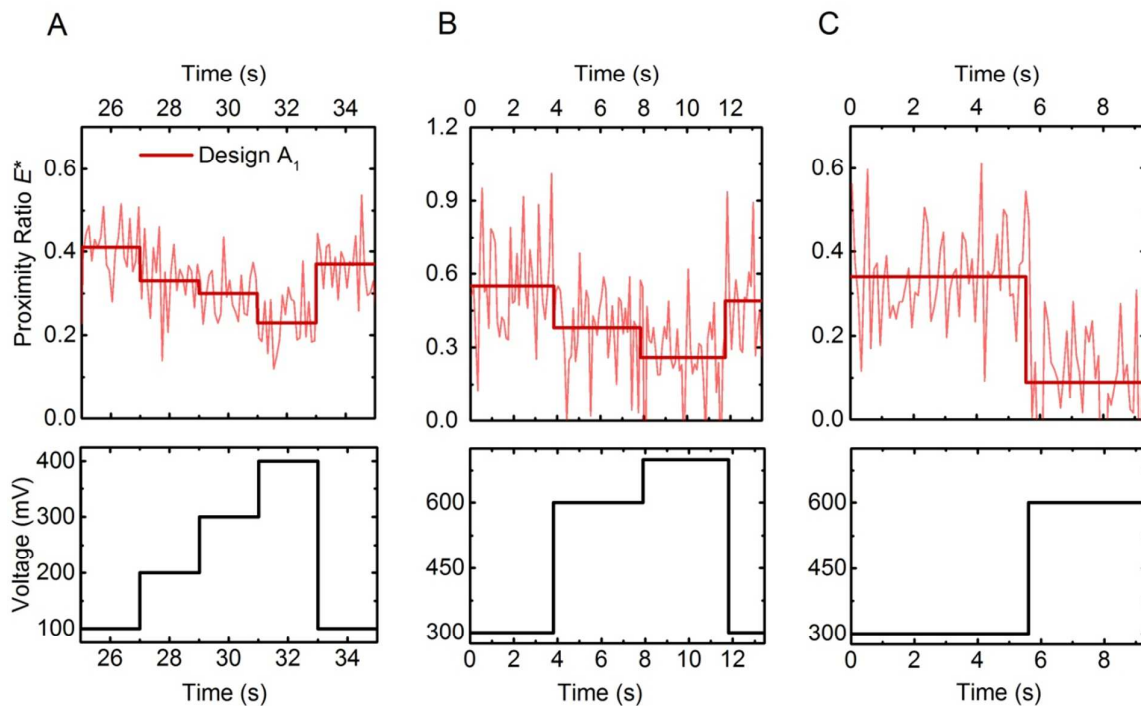 A
B
C
Time (s)
Time (s)
Time (s)
26 28 30 32 34
0 2 4 6 8 10 12
0 2 4 6 8
Proximity Ratio E*
0.6
0.4
0.2
0.0
Design A₁
1.2
0.9
0.6
0.3
0.0
0.6
0.4
0.2
0.0
Voltage (mV)
400
300
200
100
600
450
300
600
450
300
26 28 30 32 34
0 2 4 6 8 10 12
0 2 4 6 8
Time (s)
Time (s)
Time (s)